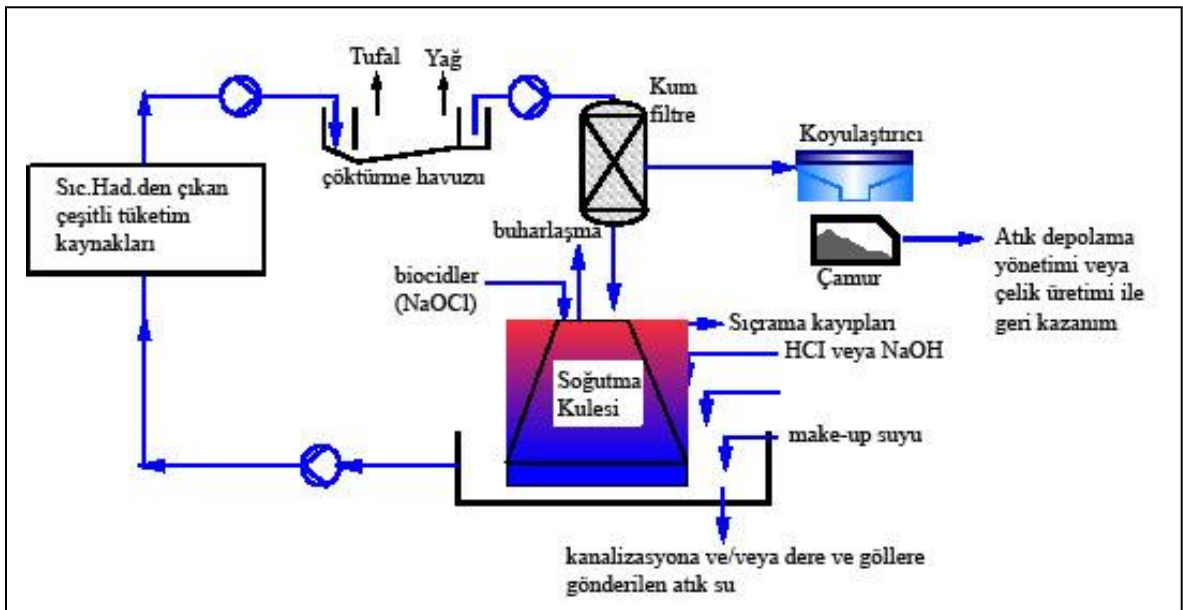 Tufal
Yağ
Kum
filtre
Koyulaştırıcı
çöktürme havuzu
Sıc.Had.den çıkan
çeşitli tüketim
kaynakları
buharlaşma
biocidler
(NaOCl)
Çamur
Atık depolama
yönetimi veya
çelik üretimi ile
geri kazanım
Sıçrama kayıpları
HCI veya NaOH
Soğutma
Kulesi
make-up suyu
kanalizasyona ve/veya dere ve göllere
gönderilen atık su